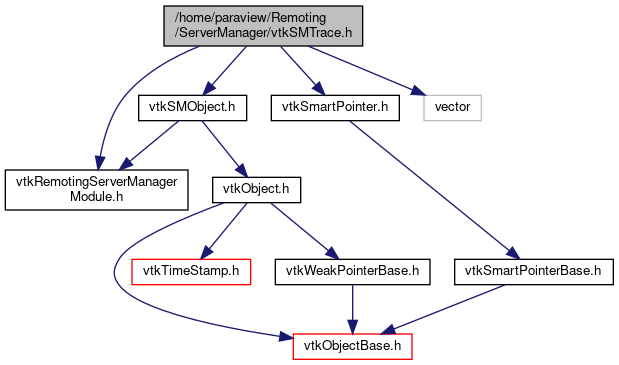 /home/paraview/Remoting
/ServerManager/vtkSMTrace.h
vtkSMObject.h
vtkSmartPointer.h
vector
vtkRemotingServerManager
Module.h
vtkObject.h
vtkTimeStamp.h
vtkWeakPointerBase.h
vtkSmartPointerBase.h
vtkObjectBase.h